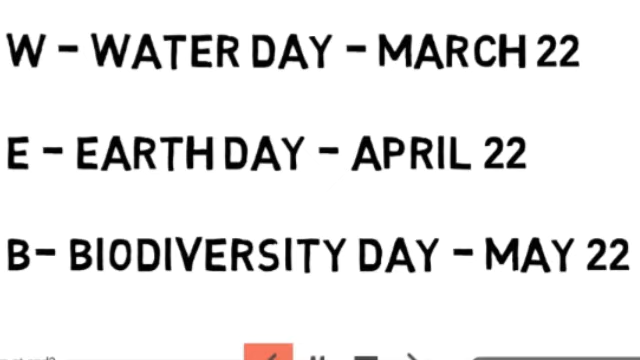 W - WATER DAY - MARCH 22
E - EARTH DAY - APRIL 22
B- BIODIVERSITY DAY - MAY 22